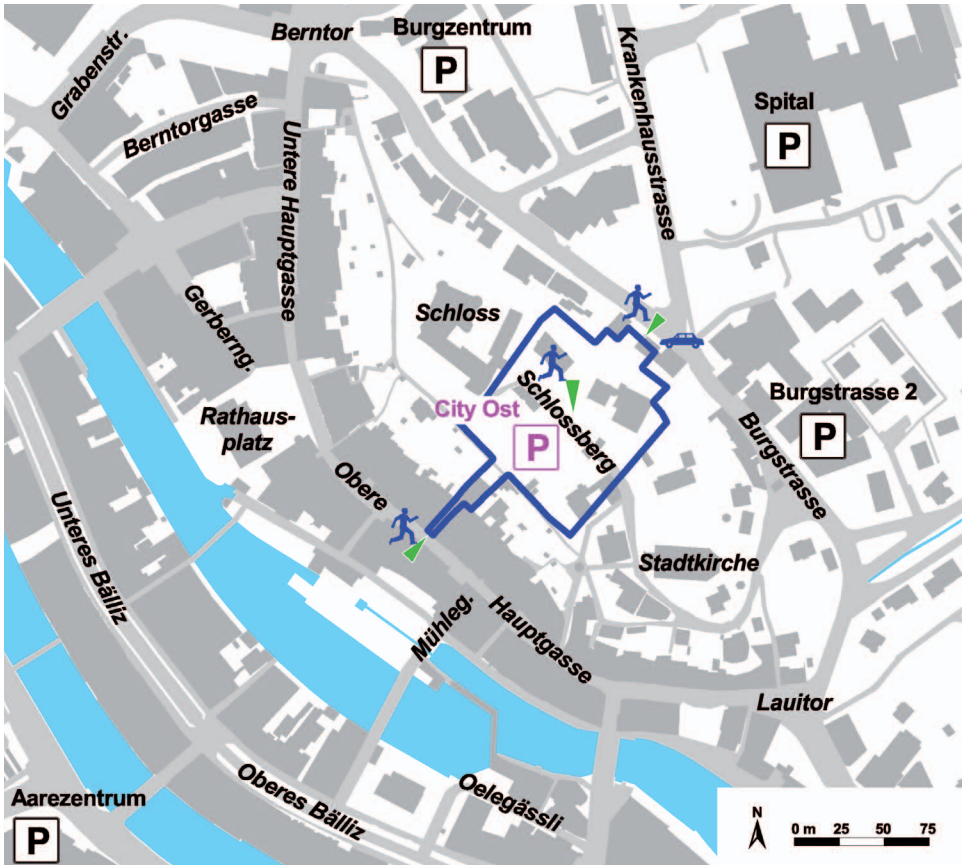 Berntor
Burgzentrum
P
Grabenstr.
Krankenhausstrasse
Berntorgasse
Spital
P
Untere Hauptgasse
Schloss
Gerberng.
Schlossberg
City Ost
P
Burgstrasse 2
P
Rathaus-
platz
Burgstrasse
Obere
Unteres Bälliz
Stadtkirche
Mühleg.
Hauptgasse
Lauitor
Oberes Bälliz
Oelegässli
Aarezentrum
P
N
0 m 25 50 75